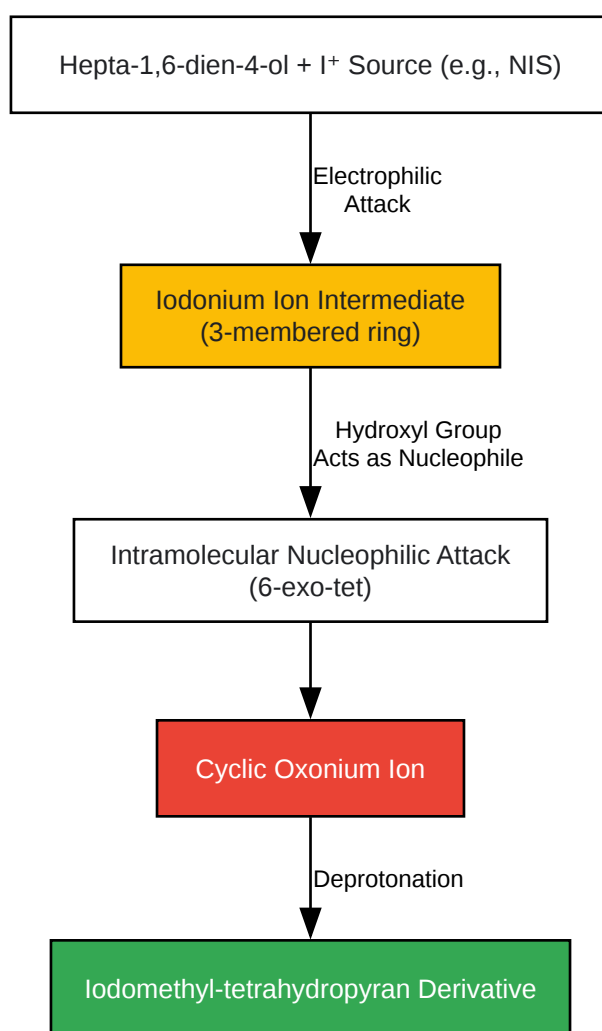 Hepta-1,6-dien-4-ol + I⁺ Source (e.g., NIS)
Electrophilic
Attack
Iodonium Ion Intermediate
(3-membered ring)
Hydroxyl Group
Acts as Nucleophile
Intramolecular Nucleophilic Attack
(6-exo-tet)
Cyclic Oxonium Ion
Deprotonation
Iodomethyl-tetrahydropyran Derivative